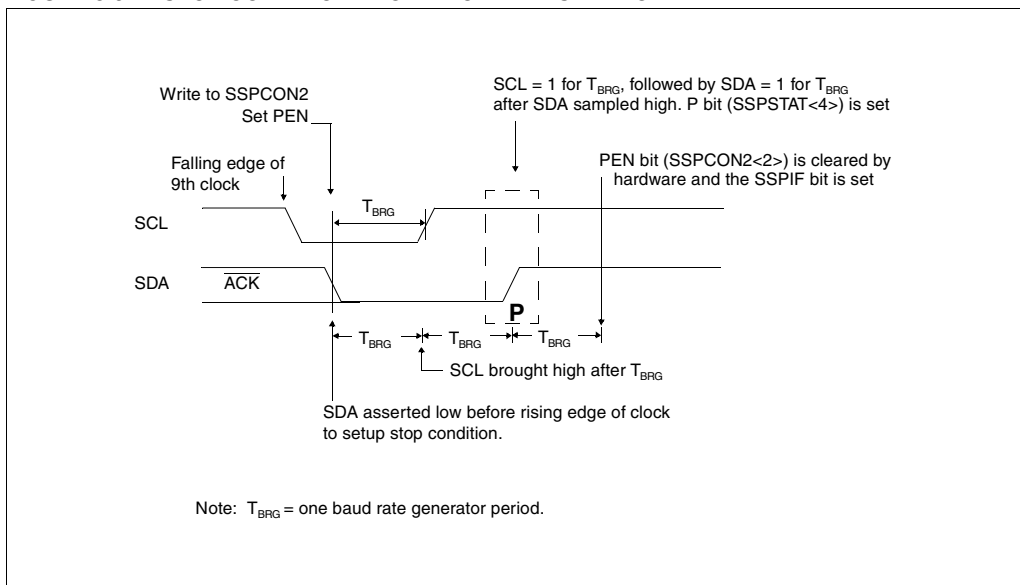 SCL = 1 for TBRG, followed by SDA = 1 for TBRG
after SDA sampled high. P bit (SSPSTAT<4>) is set
Write to SSPCON2
Set PEN
PEN bit (SSPCON2<2>) is cleared by
hardware and the SSPIF bit is set
Falling edge of
9th clock
TBRG
SCL
SDA
ACK
P
TBRG
TBRG
TBRG
SCL brought high after TBRG
SDA asserted low before rising edge of clock
to setup stop condition.
Note: TBRG = one baud rate generator period.